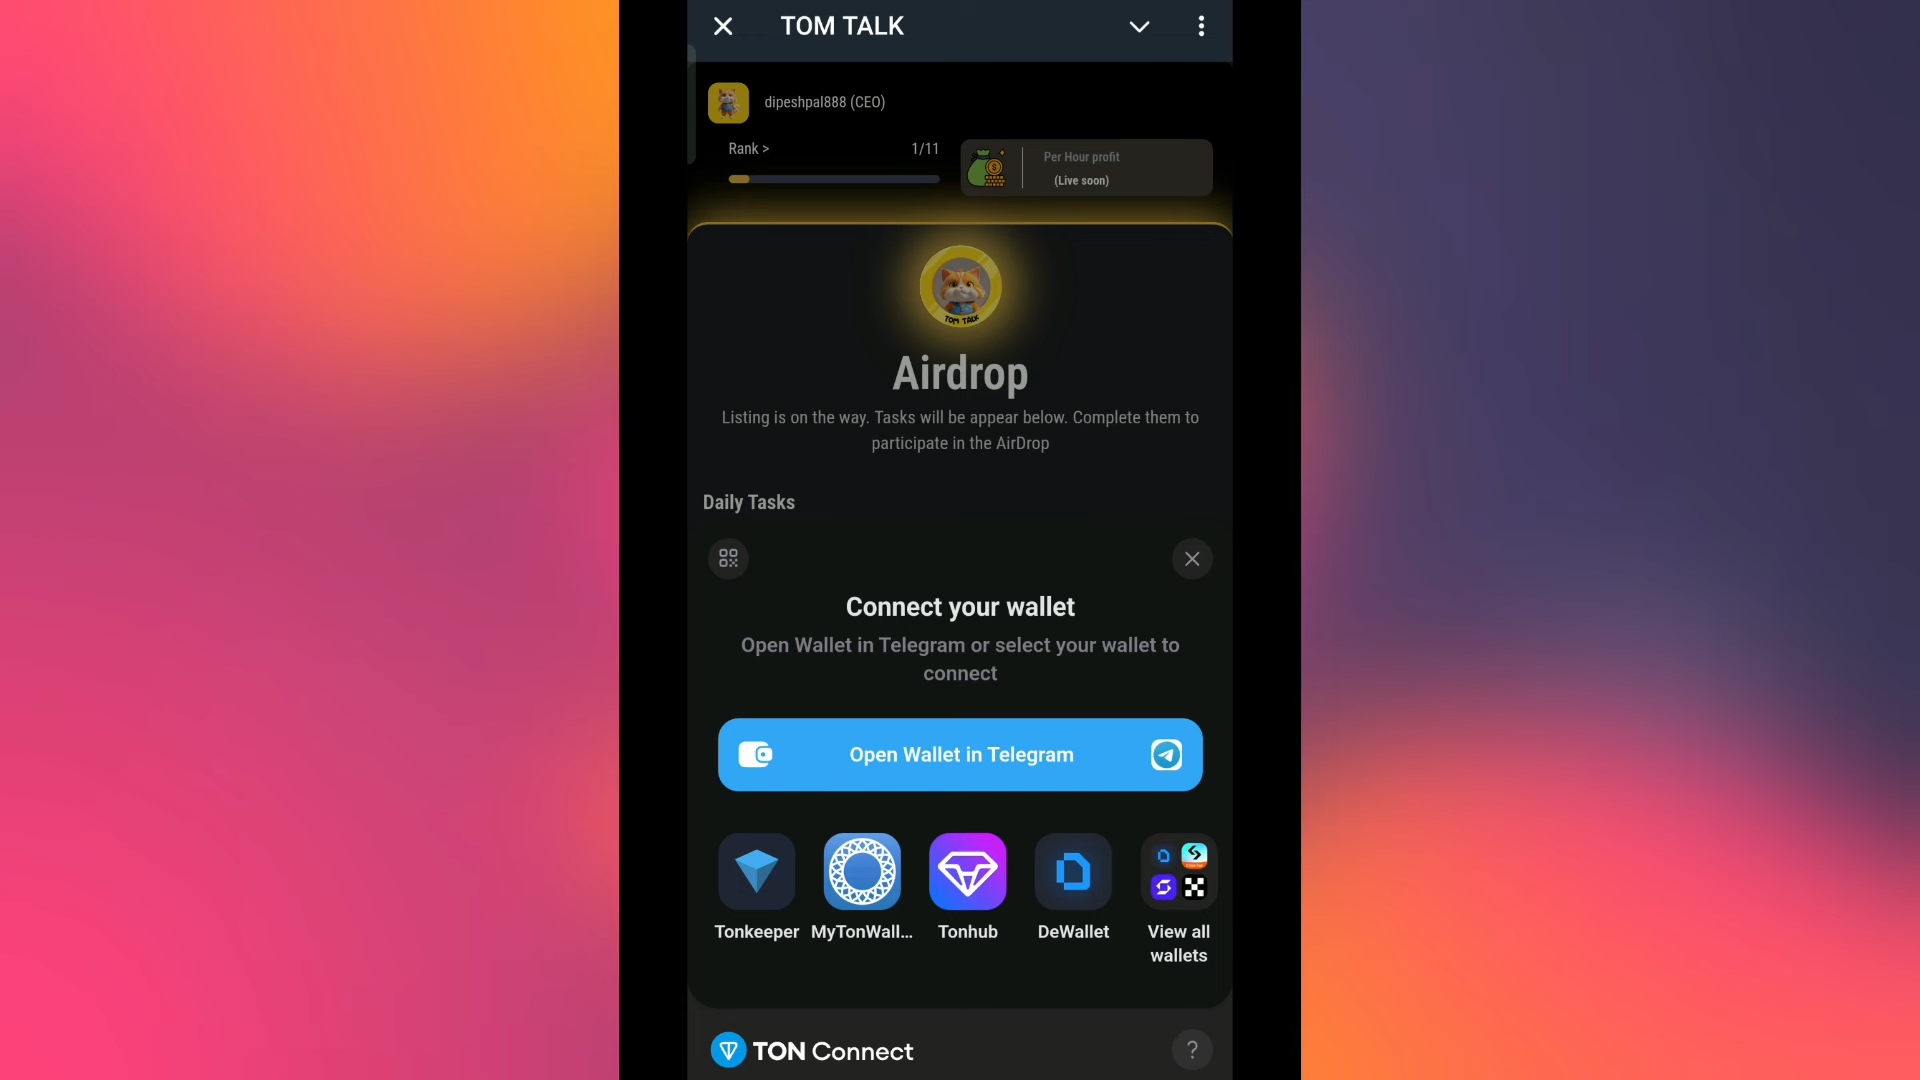 TOM TALK
dipeshpal888 (CEO)
Rank >
1/11
Per Hour profit
(Live soon)
TOM TALK
Airdrop
Listing is on the way. Tasks will be appear below. Complete them to
participate in the AirDrop
Daily Tasks
Connect your wallet
Open Wallet in Telegram or select your wallet to
connect
Open Wallet in Telegram
Tonkeeper
MyTonWall...
Tonhub
DeWallet
View all
wallets
TON Connect
?